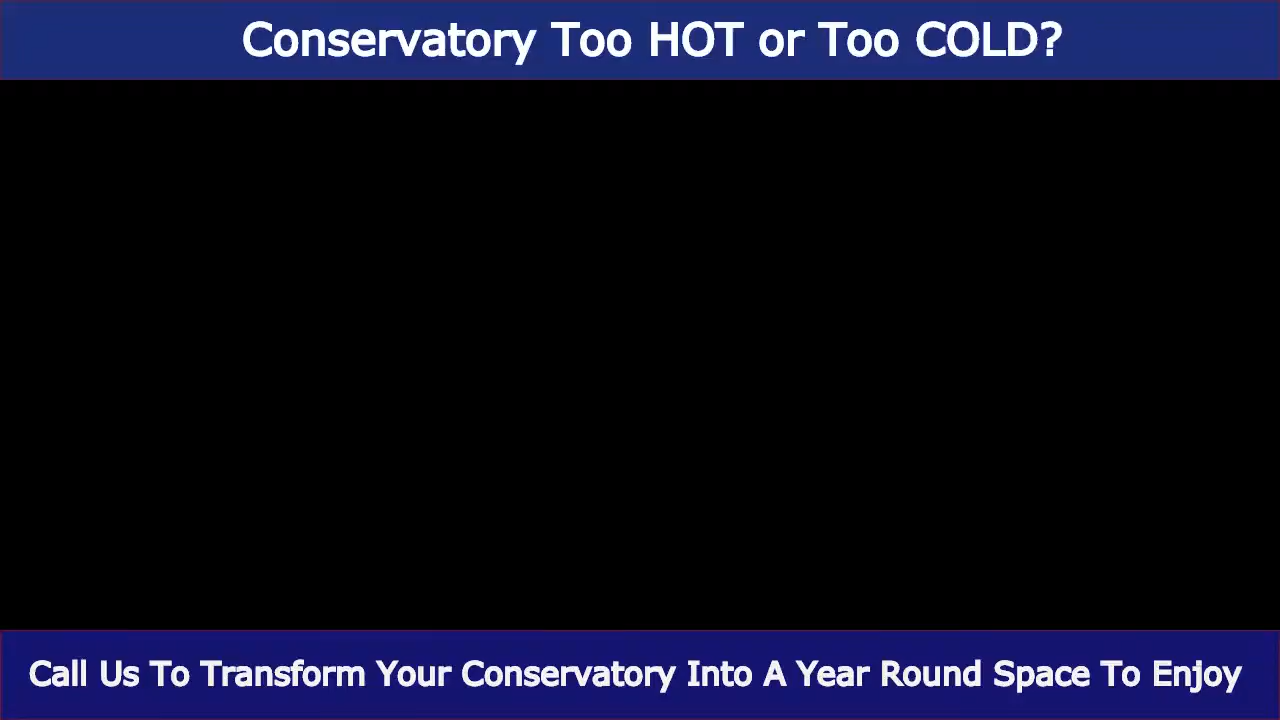 Conservatory Too HOT or Too COLD?
Call Us To Transform Your Conservatory Into A Year Round Space To Enjoy